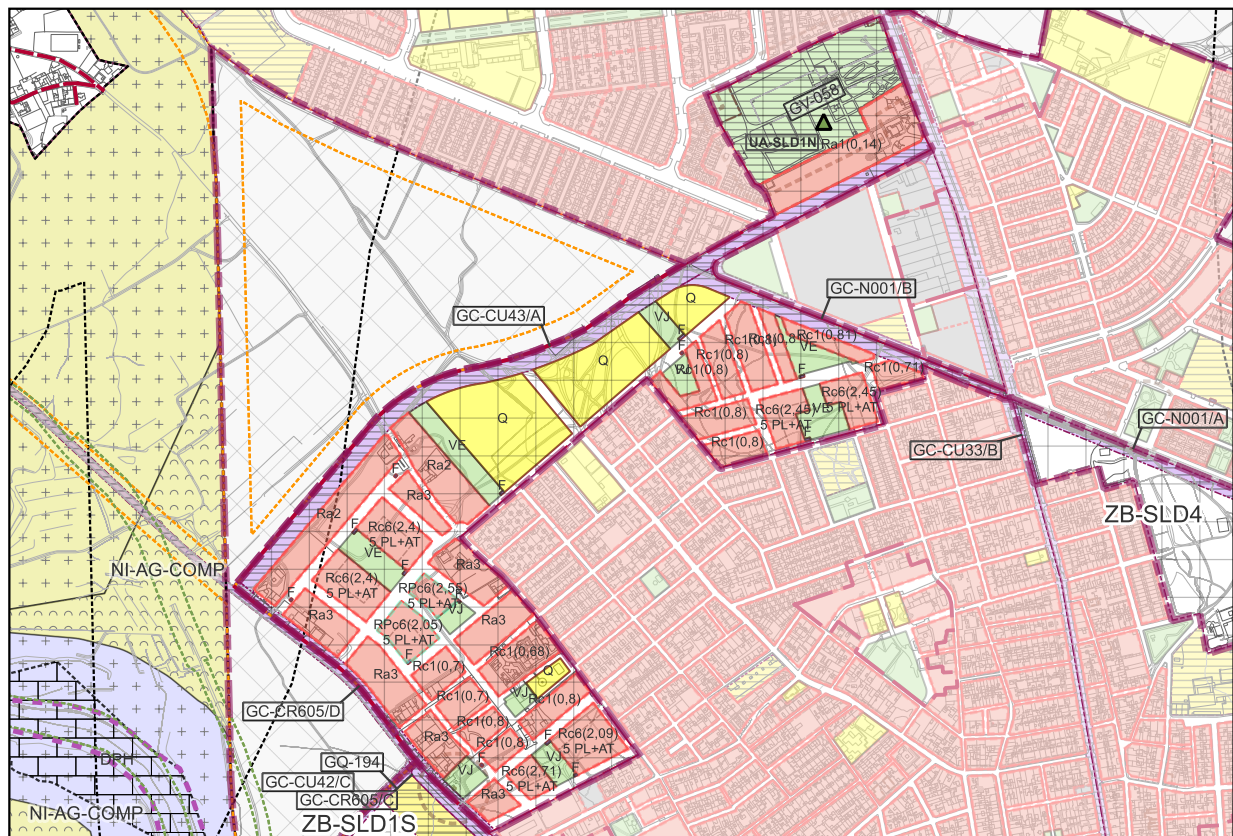 GV-058
UA-SLD1N
Ra1(0,14)
GC-N001/B
GC-CU43/A
Q
VJ
F
F
Q
Rc1(0,8)
Rc1(0,8)
Rc1(0,81)
VE
Rc1(0,8)
VJ
F
Rc1(0,71)
Rc6(2,45)
5 PL+AT
Rc1(0,8)
Rc6(2,45)
5 PL+AT
VE
F
Rc1(0,8)
GC-N001/A
GC-CU33/B
Q
VE
F
Ra2
F
Ra3
Ra2
F
Rc6(2,4)
5 PL+AT
VE
F
ZB-SLD4
NI-AG-COMP
Rc6(2,4)
5 PL+AT
Ra3
RPc6(2,55)
5 PL+AT
VJ
F
Ra3
RPc6(2,05)
5 PL+AT
Ra3
F
Rc1(0,68)
Ra3
Rc1(0,7)
Q
Rc1(0,7)
VJ
Rc1(0,8)
GC-CR605/D
Rc1(0,8)
Ra3
Rc1(0,8)
F
Rc6(2,09)
5 PL+AT
F
VJ
F
DPH
GQ-194
VJ
Rc6(2,71)
5 PL+AT
GC-CU42/C
Ra3
GC-CR605/C
NI-AG-COMP
ZB-SLD1S